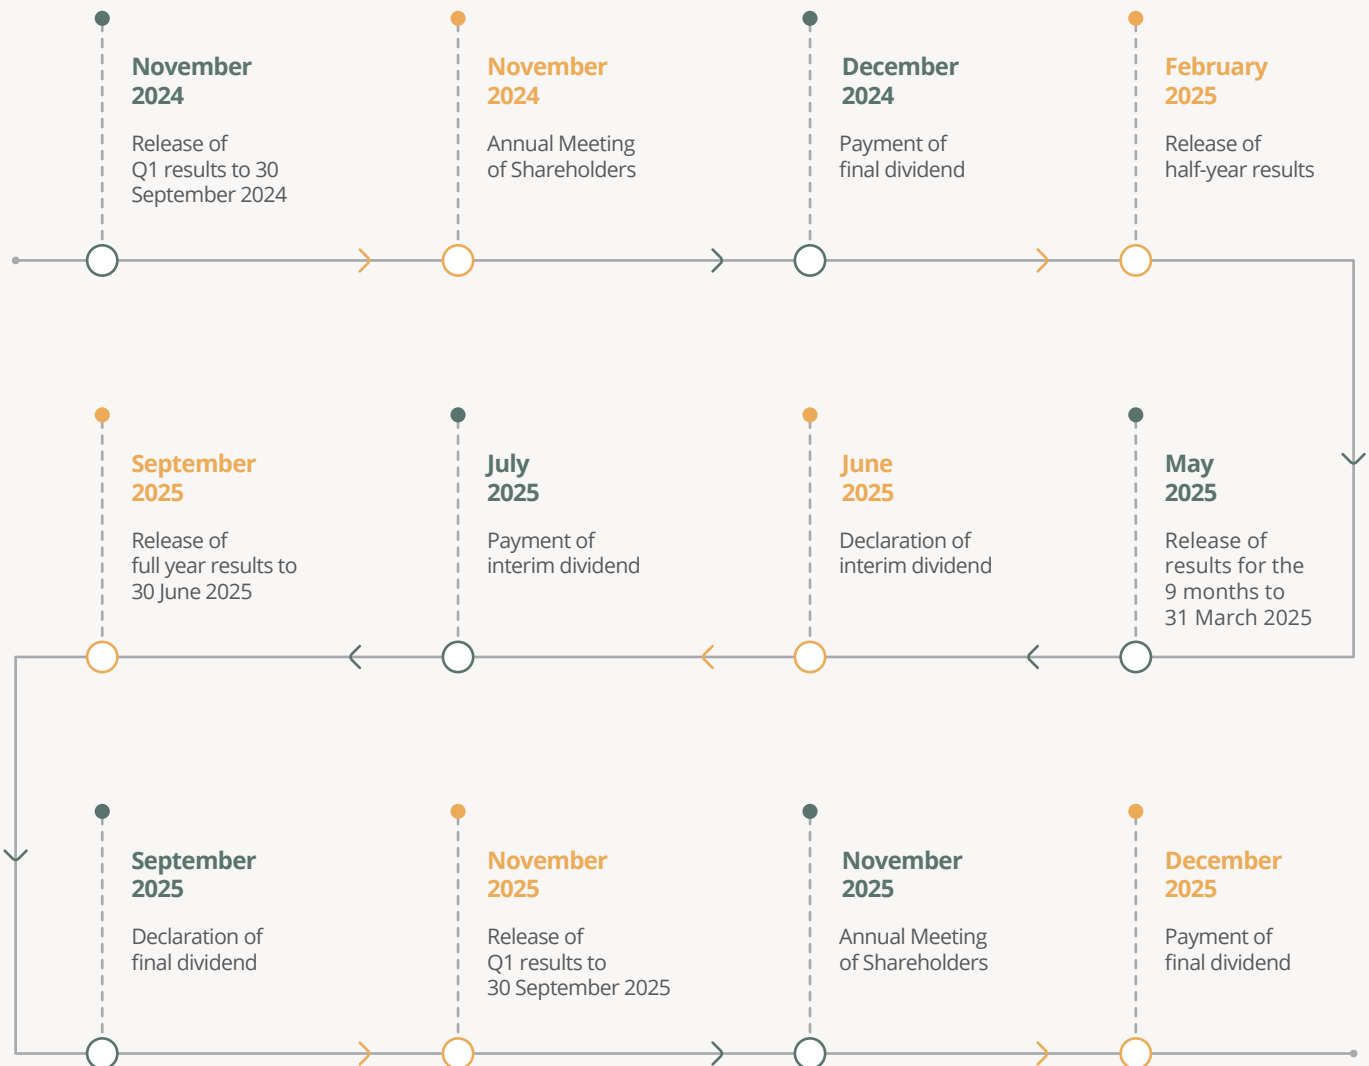 November
2024
Release of
Q1 results to 30
September 2024
November
2024
Annual Meeting
of Shareholders
December
2024
Payment of
final dividend
February
2025
Release of
half-year results
May
2025
Release of
results for the
9 months to
31 March 2025
June
2025
Declaration of
interim dividend
July
2025
Payment of
interim dividend
September
2025
Release of
full year results to
30 June 2025
September
2025
Declaration of
final dividend
November
2025
Release of
Q1 results to
30 September 2025
November
2025
Annual Meeting
of Shareholders
December
2025
Payment of
final dividend